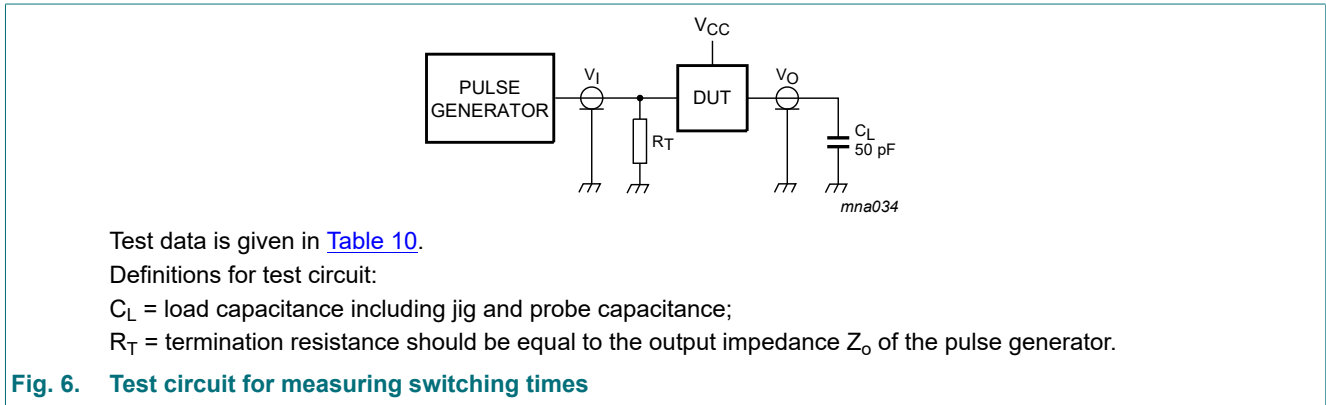 VCC
PULSE
GENERATOR
VI
DUT
VO
RT
CL
50 pF
mna034
Test data is given in Table 10.
Definitions for test circuit:
CL = load capacitance including jig and probe capacitance;
RT = termination resistance should be equal to the output impedance Zo of the pulse generator.
Fig. 6. Test circuit for measuring switching times